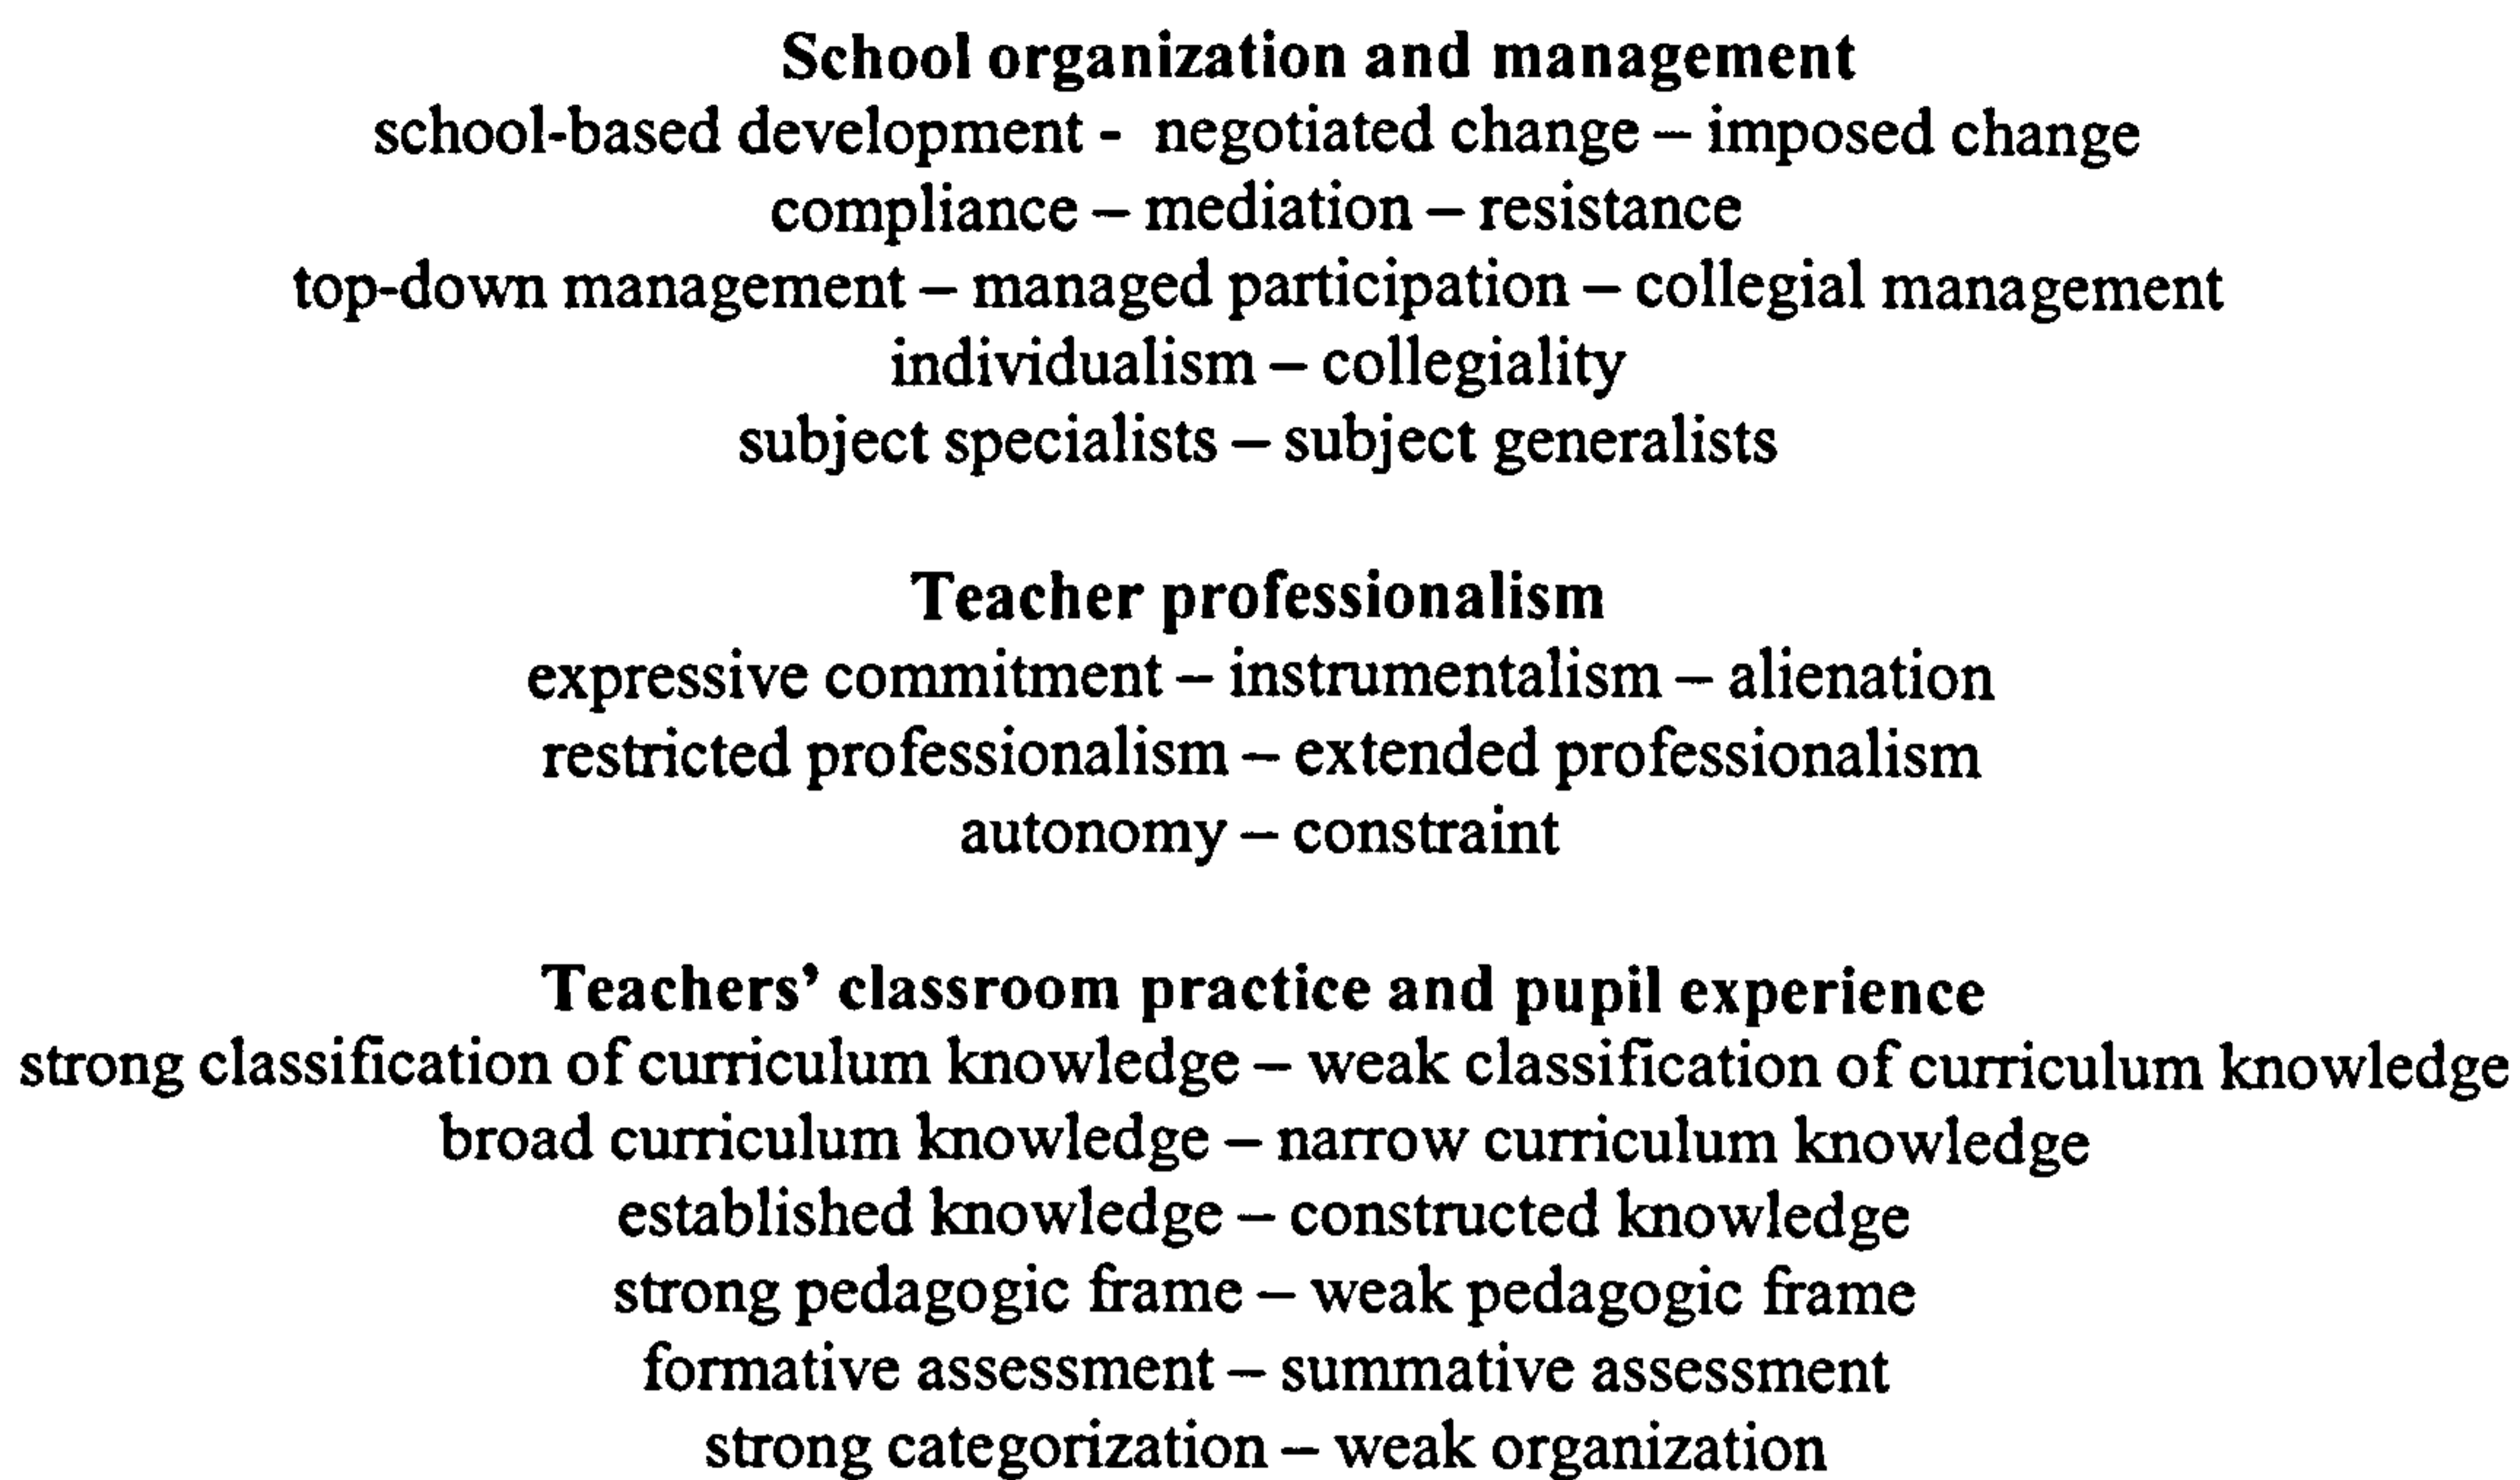 School organization and management
school-based development - negotiated change – imposed change
compliance – mediation – resistance
top-down management – managed participation – collegial management
individualism – collegiality
subject specialists – subject generalists
Teacher professionalism
expressive commitment – instrumentalism – alienation
restricted professionalism – extended professionalism
autonomy – constraint
Teachers’ classroom practice and pupil experience
strong classification of curriculum knowledge – weak classification of curriculum knowledge
broad curriculum knowledge – narrow curriculum knowledge
established knowledge – constructed knowledge
strong pedagogic frame – weak pedagogic frame
formative assessment – summative assessment
strong categorization – weak organization